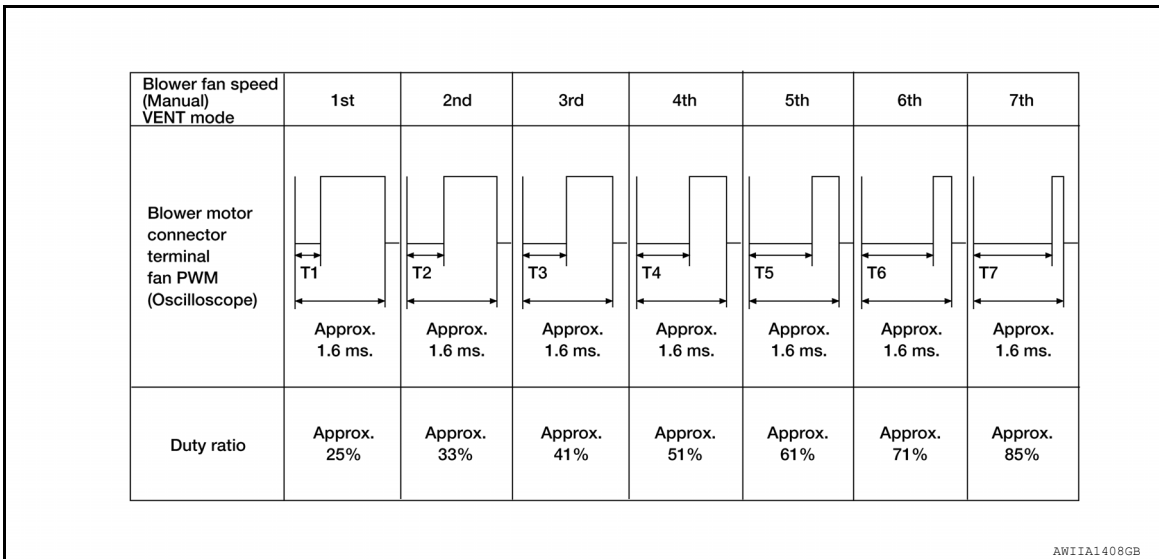 Blower fan speed
(Manual)
VENT mode
1st 2nd 3rd 4th 5th 6th 7th
Blower motor
connector
terminal
fan PWM
(Oscilloscope)
T1 T2 T3 T4 T5 T6 T7
Approx. Approx. Approx. Approx. Approx. Approx. Approx.
1.6 ms. 1.6 ms. 1.6 ms. 1.6 ms. 1.6 ms. 1.6 ms. 1.6 ms.
Duty ratio
Approx. Approx. Approx. Approx. Approx. Approx. Approx.
25% 33% 41% 51% 61% 71% 85%
AWIIA1408GB